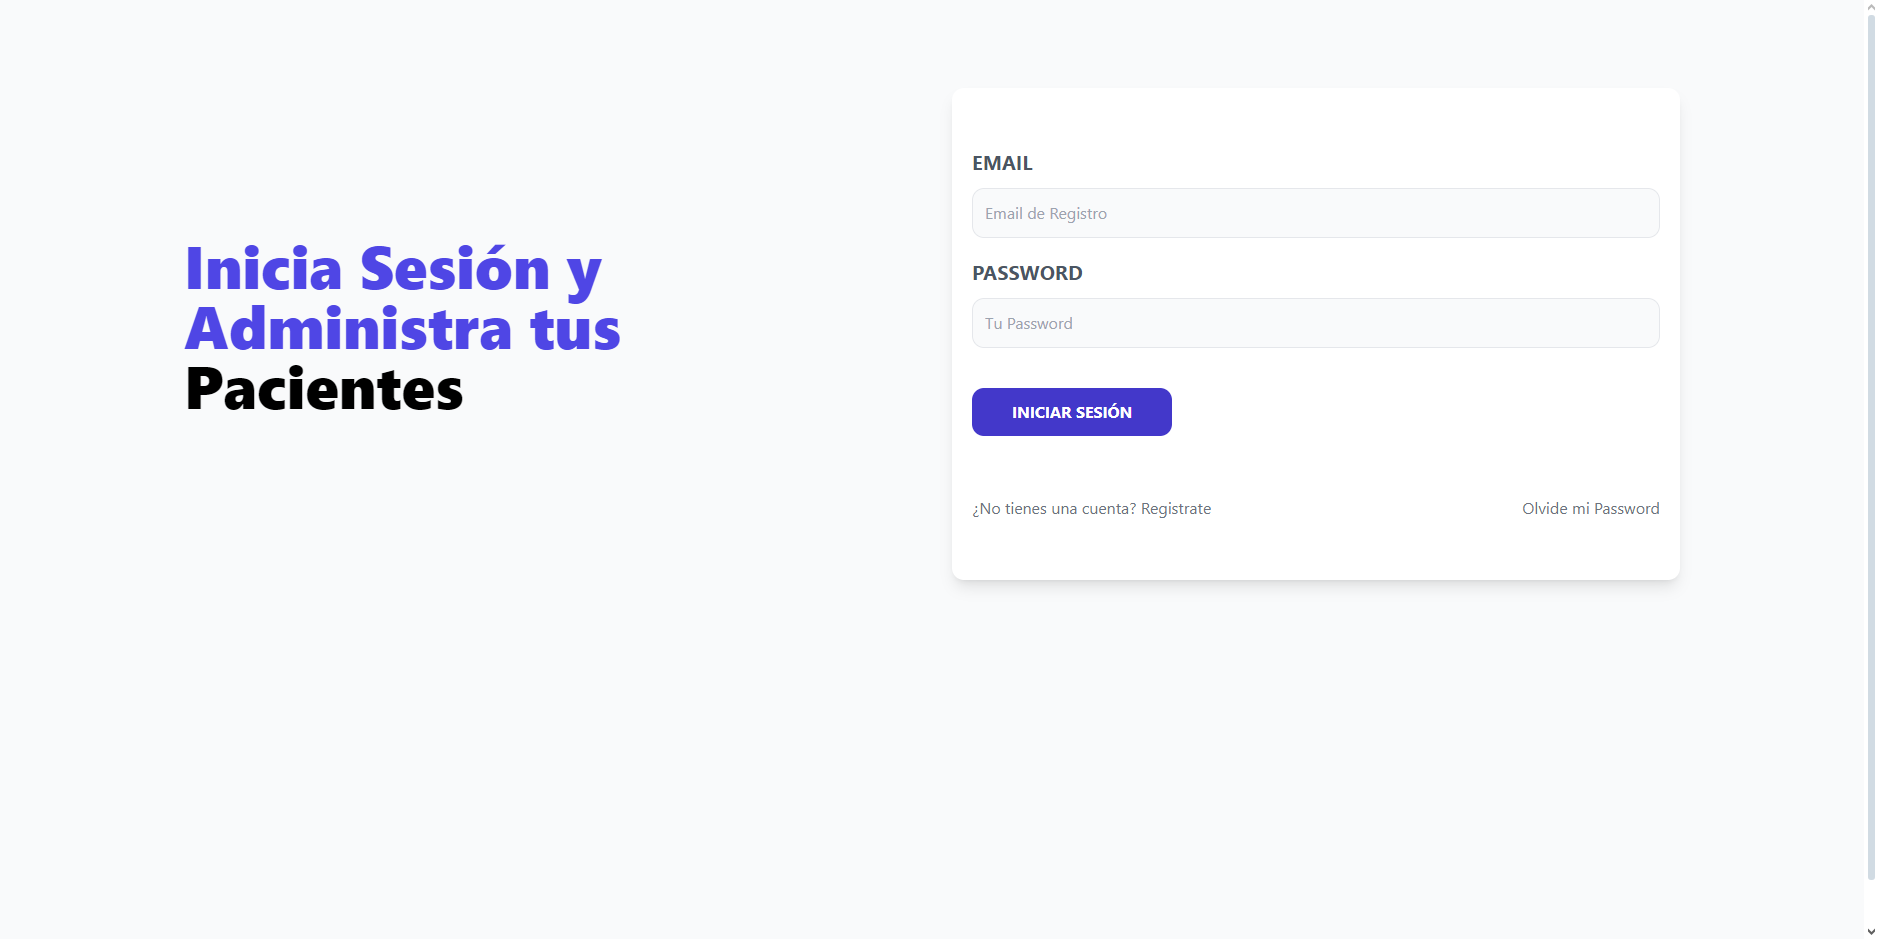 Inicia Sesión y
Administra tus
Pacientes
EMAIL
Email de Registro
PASSWORD
Tu Password
INICIAR SESIÓN
¿No tienes una cuenta? Registrate
Olvide mi Password